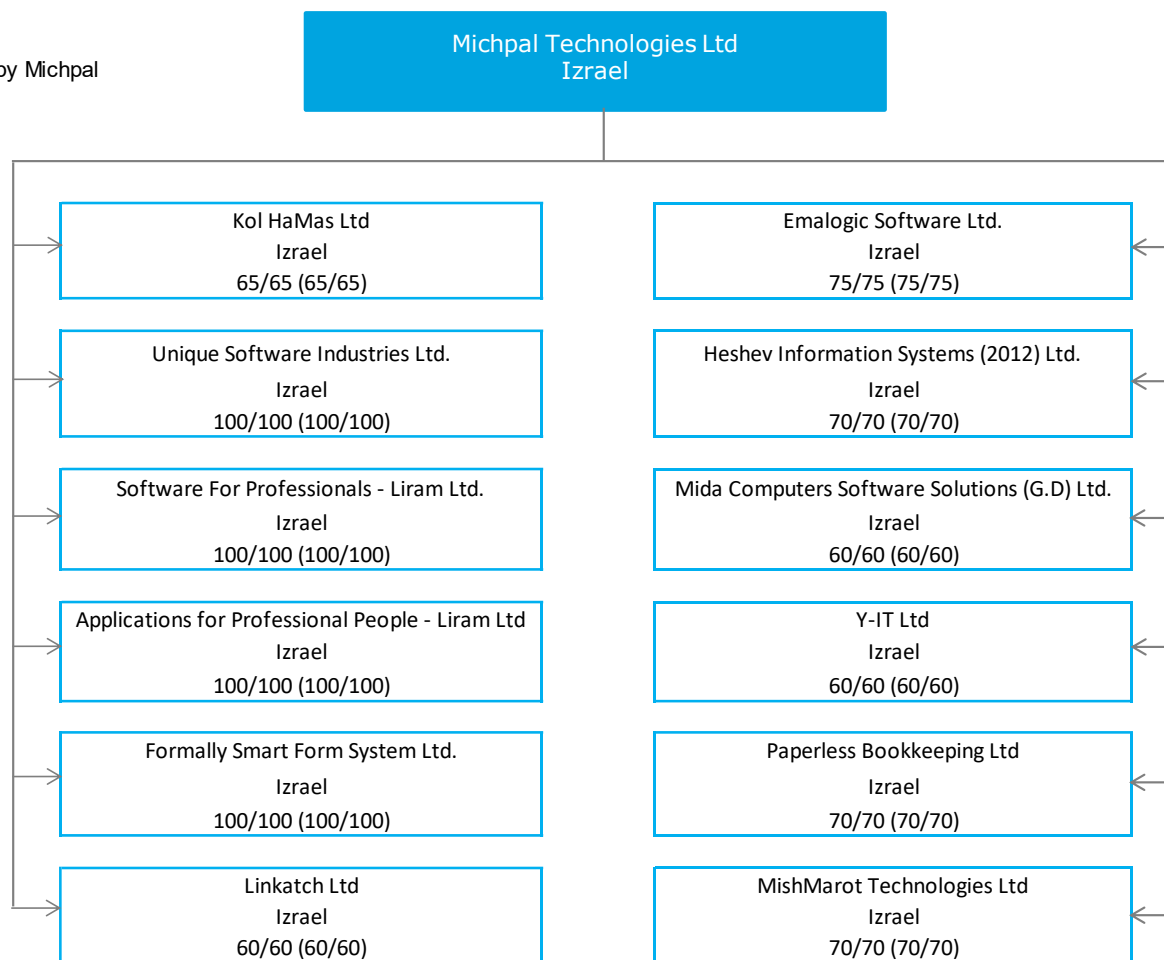 by Michpal
Michpal Technologies Ltd
Izrael
Kol HaMas Ltd
Izrael
65/65 (65/65)
Unique Software Industries Ltd.
Izrael
100/100 (100/100)
Software For Professionals - Liram Ltd.
Izrael
100/100 (100/100)
Applications for Professional People - Liram Ltd
Izrael
100/100 (100/100)
Formally Smart Form System Ltd.
Izrael
100/100 (100/100)
Linkatch Ltd
Izrael
60/60 (60/60)
Emalogic Software Ltd.
Izrael
75/75 (75/75)
Heshev Information Systems (2012) Ltd.
Izrael
70/70 (70/70)
Mida Computers Software Solutions (G.D) Ltd.
Izrael
60/60 (60/60)
Y-IT Ltd
Izrael
60/60 (60/60)
Paperless Bookkeeping Ltd
Izrael
70/70 (70/70)
MishMarot Technologies Ltd
Izrael
70/70 (70/70)